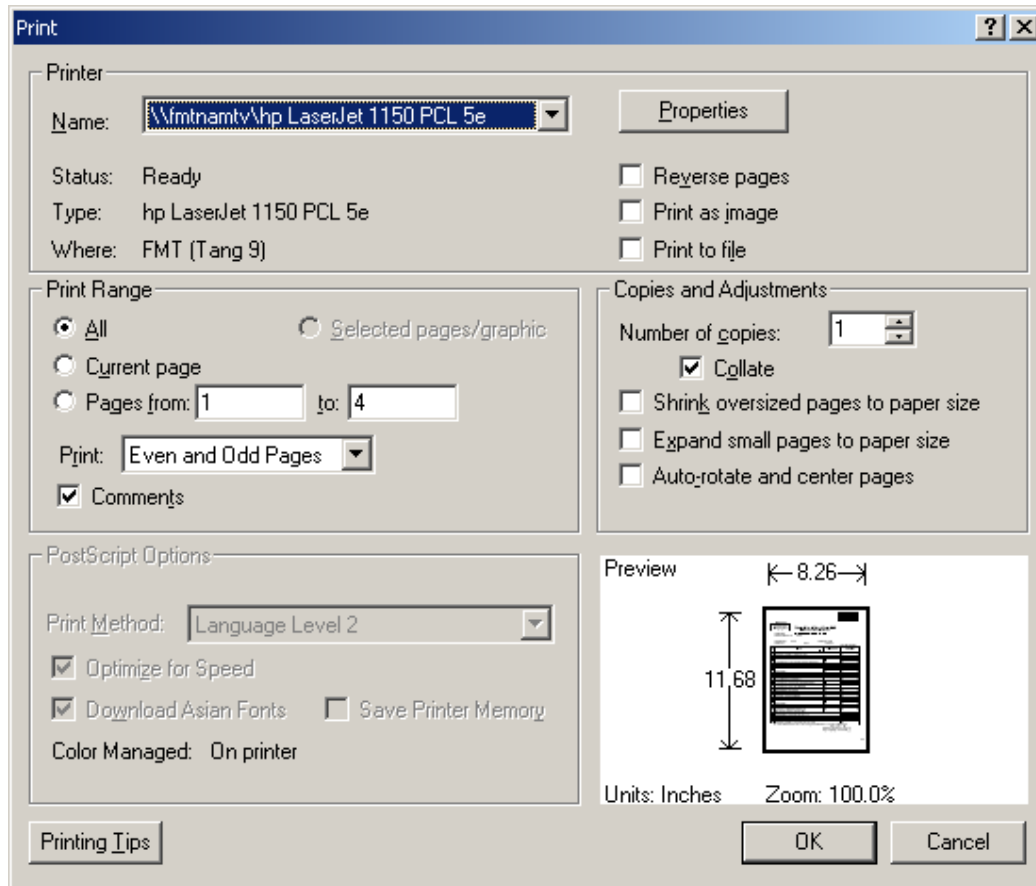 Print
Printer
Name: \\fmtnamtv\hp LaserJet 1150 PCL 5e
Properties
Status: Ready
Type: hp LaserJet 1150 PCL 5e
Where: FMT (Tang 9)
Reverse pages
Print as image
Print to file
Print Range
All
Selected pages/graphic
Current page
Pages from: 1 to: 4
Print: Even and Odd Pages
Comments
Copies and Adjustments
Number of copies: 1
Collate
Shrink oversized pages to paper size
Expand small pages to paper size
Auto-rotate and center pages
PostScript Options
Print Method: Language Level 2
Optimize for Speed
Download Asian Fonts
Save Printer Memory
Color Managed: On printer
Preview
8.26
11.68
Units: Inches Zoom: 100.0%
Printing Tips
OK
Cancel